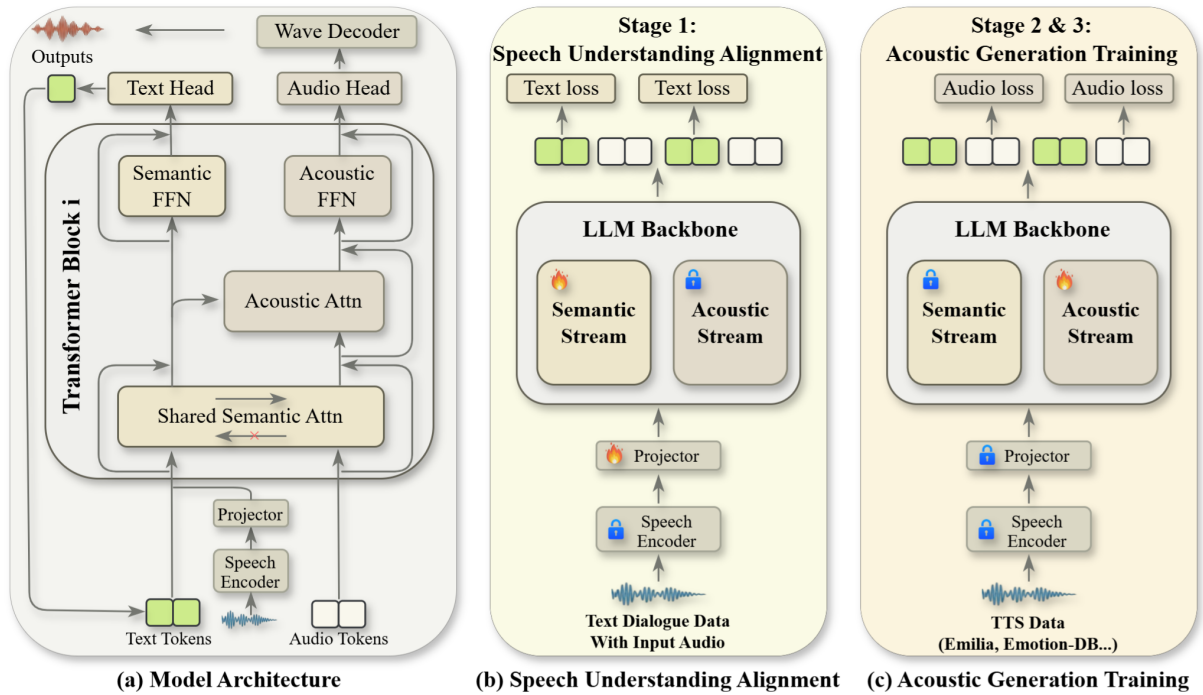 Wave Decoder
Outputs
Text Head
Audio Head
Semantic
FFN
Acoustic
FFN
Transformer Block i
Acoustic Attn
Shared Semantic Attn
Projector
Speech
Encoder
Text Tokens
Audio Tokens
(a) Model Architecture
Stage 1:
Speech Understanding Alignment
Text loss
Text loss
LLM Backbone
Semantic
Stream
Acoustic
Stream
Projector
Speech
Encoder
Text Dialogue Data
With Input Audio
(b) Speech Understanding Alignment
Stage 2 & 3:
Acoustic Generation Training
Audio loss
Audio loss
LLM Backbone
Semantic
Stream
Acoustic
Stream
Projector
Speech
Encoder
TTS Data
(Emilia, Emotion-DB...)
(c) Acoustic Generation Training